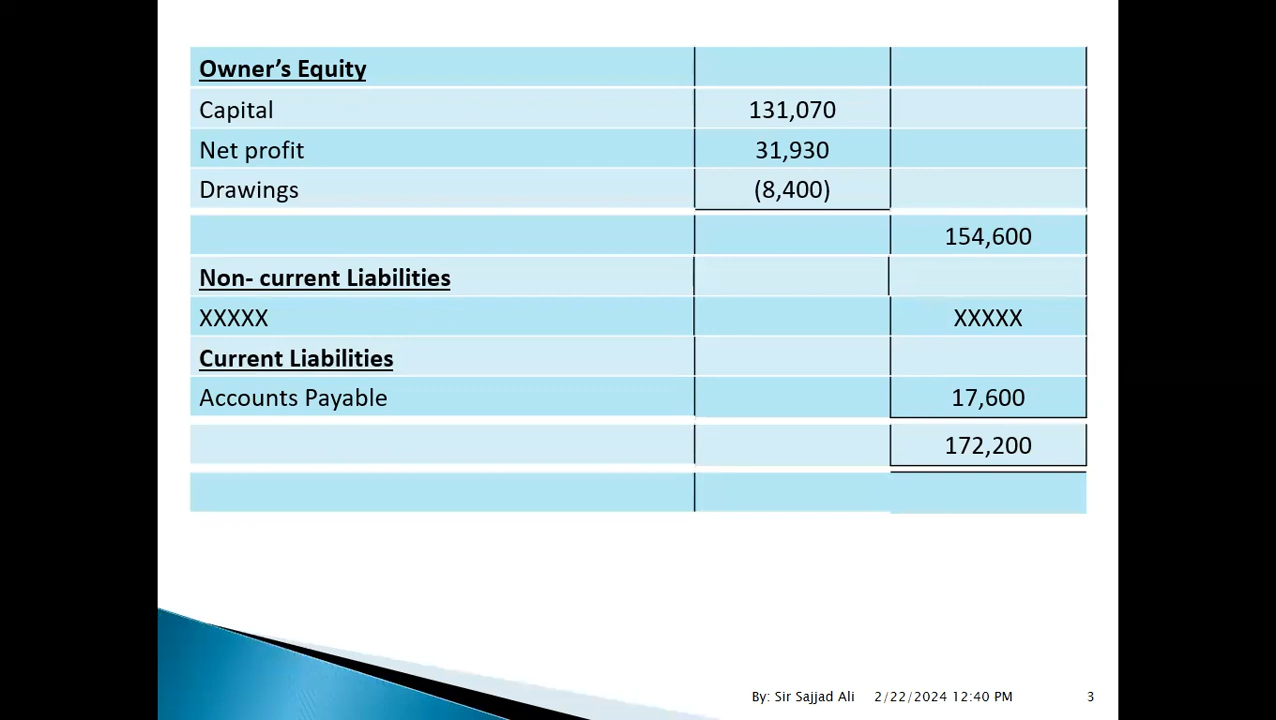 Owner’s Equity
Capital 131,070
Net profit 31,930
Drawings (8,400)
154,600
Non- current Liabilities
XXXXX XXXXX
Current Liabilities
Accounts Payable 17,600
172,200
By: Sir Sajjad Ali 2/22/2024 12:40 PM 3